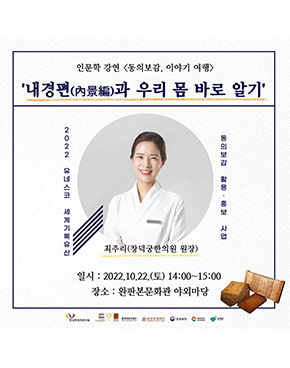 인문학 강연 <동의보감, 이야기 여행>
'내경편(內景編)과 우리 몸 바로 알기'
2022 유네스코 세계기록유산
동의보감 활용·홍보 사업
최주리(창덕궁한의원 원장)
일시 : 2022.10.22.(토) 14:00~15:00
장소 : 완판본문화관 야외마당